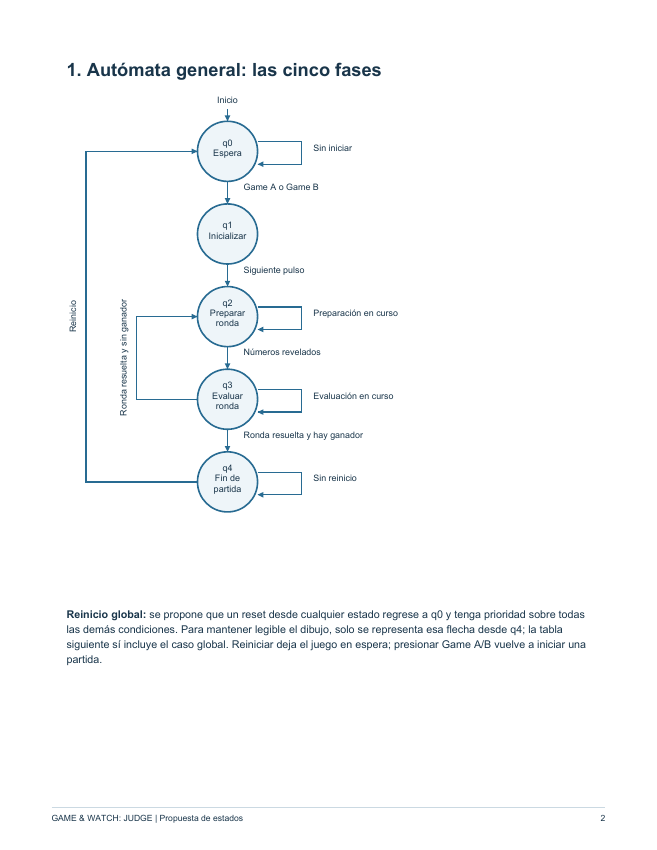 1. Autómata general: las cinco fases
Inicio
q0
Espera
Sin iniciar
Game A o Game B
q1
Inicializar
Siguiente pulso
q2
Preparar
ronda
Preparación en curso
Números revelados
q3
Evaluar
ronda
Evaluación en curso
Ronda resuelta y hay ganador
q4
Fin de
partida
Sin reinicio
Reinicio
Ronda resuelta y sin ganador
Reinicio global: se propone que un reset desde cualquier estado regrese a q0 y tenga prioridad sobre todas
las demás condiciones. Para mantener legible el dibujo, solo se representa esa flecha desde q4; la tabla
siguiente sí incluye el caso global. Reiniciar deja el juego en espera; presionar Game A/B vuelve a iniciar una
partida.
GAME & WATCH: JUDGE | Propuesta de estados
2